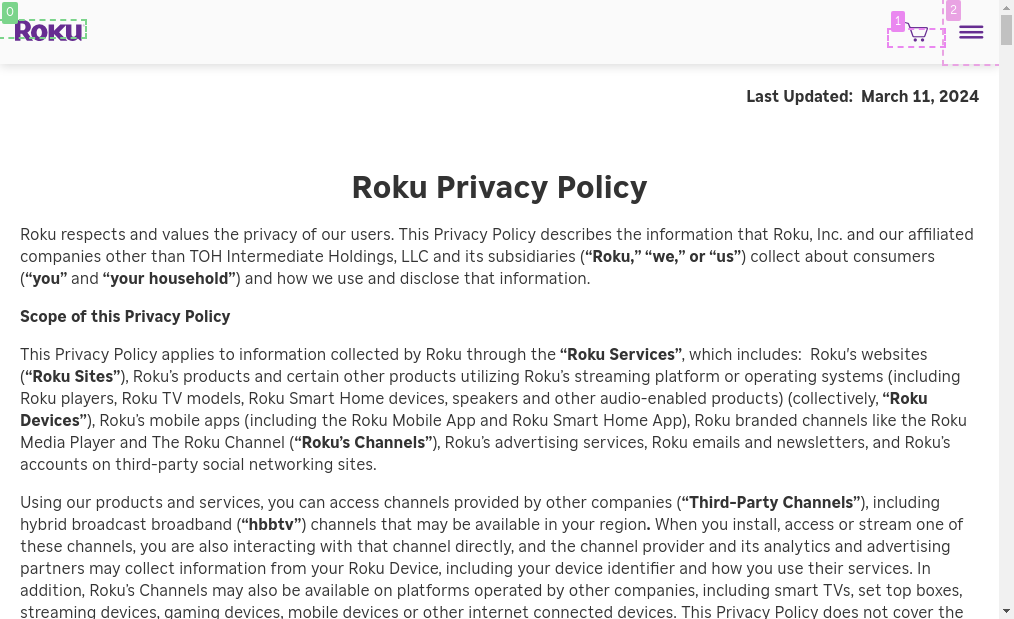 0
Roku
1
2
Last Updated:  March 11, 2024
Roku Privacy Policy
Roku respects and values the privacy of our users. This Privacy Policy describes the information that Roku, Inc. and our affiliated
companies other than TOH Intermediate Holdings, LLC and its subsidiaries (“Roku,” “we,” or “us”) collect about consumers
(“you” and “your household”) and how we use and disclose that information.
Scope of this Privacy Policy
This Privacy Policy applies to information collected by Roku through the “Roku Services”, which includes:  Roku's websites
(“Roku Sites”), Roku’s products and certain other products utilizing Roku’s streaming platform or operating systems (including
Roku players, Roku TV models, Roku Smart Home devices, speakers and other audio-enabled products) (collectively, “Roku
Devices”), Roku’s mobile apps (including the Roku Mobile App and Roku Smart Home App), Roku branded channels like the Roku
Media Player and The Roku Channel (“Roku’s Channels”), Roku’s advertising services, Roku emails and newsletters, and Roku’s
accounts on third-party social networking sites.
Using our products and services, you can access channels provided by other companies (“Third-Party Channels”), including
hybrid broadcast broadband (“hbbtv”) channels that may be available in your region. When you install, access or stream one of
these channels, you are also interacting with that channel directly, and the channel provider and its analytics and advertising
partners may collect information from your Roku Device, including your device identifier and how you use their services. In
addition, Roku’s Channels may also be available on platforms operated by other companies, including smart TVs, set top boxes,
streaming devices, gaming devices, mobile devices or other internet connected devices. This Privacy Policy does not cover the